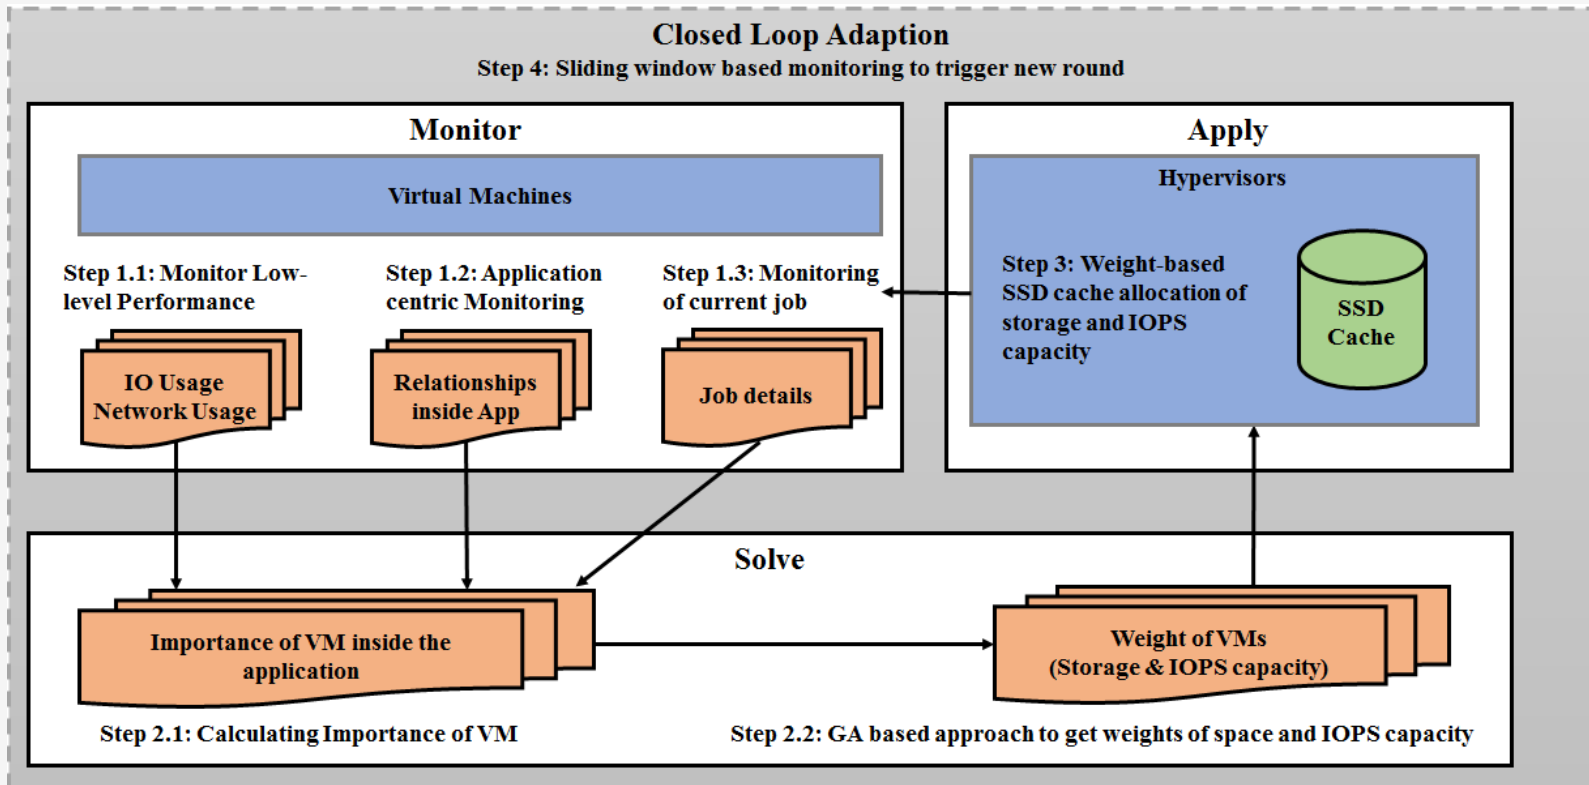 Closed Loop Adaption
Step 4: Sliding window based monitoring to trigger new round
Monitor
Virtual Machines
Step 1.1: Monitor Low-
level Performance
Step 1.2: Application
centric Monitoring
Step 1.3: Monitoring
of current job
IO Usage
Network Usage
Relationships
inside App
Job details
Apply
Hypervisors
Step 3: Weight-based
SSD cache allocation of
storage and IOPS
capacity
SSD
Cache
Solve
Importance of VM inside the
application
Step 2.1: Calculating Importance of VM
Weight of VMs
(Storage & IOPS capacity)
Step 2.2: GA based approach to get weights of space and IOPS capacity